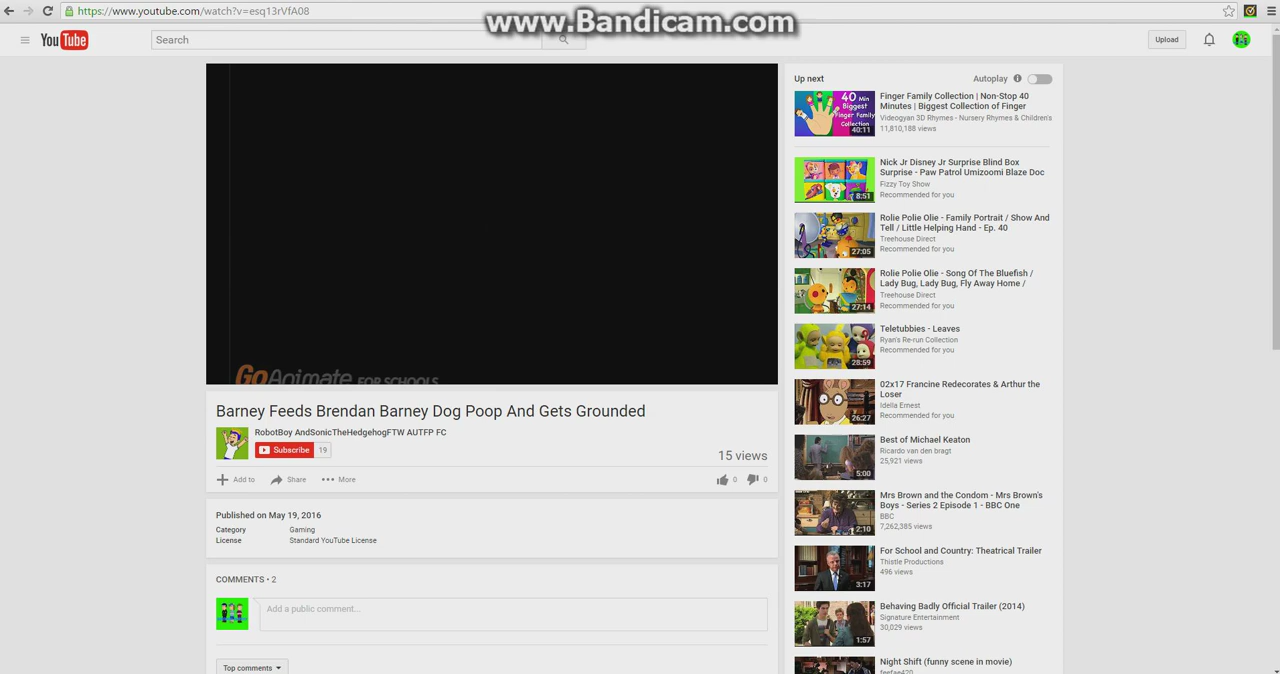 https://www.youtube.com/watch?v=esq13rVfA08
www.Bandicam.com
YouTube
Search
Upload
GoAnimate FOR SCHOOLS
Barney Feeds Brendan Barney Dog Poop And Gets Grounded
RobotBoy AndSonicTheHedgehogFTW AUTFP FC
Subscribe 19
15 views
Add to Share More 0 0
Published on May 19, 2016
Category Gaming
License Standard YouTube License
COMMENTS • 2
Add a public comment...
Top comments
Up next Autoplay
40 Min
Biggest
Finger Family
Collection
40:11
Finger Family Collection | Non-Stop 40
Minutes | Biggest Collection of Finger
Videogyan 3D Rhymes - Nursery Rhymes & Children's
11,810,188 views
8:51
Nick Jr Disney Jr Surprise Blind Box
Surprise - Paw Patrol Umizoomi Blaze Doc
Fizzy Toy Show
Recommended for you
27:05
Rolie Polie Olie - Family Portrait / Show And
Tell / Little Helping Hand - Ep. 40
Treehouse Direct
Recommended for you
27:14
Rolie Polie Olie - Song Of The Bluefish /
Lady Bug, Lady Bug, Fly Away Home /
Treehouse Direct
Recommended for you
28:59
Teletubbies - Leaves
Ryan's Re-run Collection
Recommended for you
26:27
02x17 Francine Redecorates & Arthur the
Loser
Idella Ernest
Recommended for you
5:00
Best of Michael Keaton
Ricardo van den bragt
25,921 views
2:10
Mrs Brown and the Condom - Mrs Brown's
Boys - Series 2 Episode 1 - BBC One
BBC
7,262,385 views
3:17
For School and Country: Theatrical Trailer
Thistle Productions
496 views
1:57
Behaving Badly Official Trailer (2014)
Signature Entertainment
30,029 views
Night Shift (funny scene in movie)